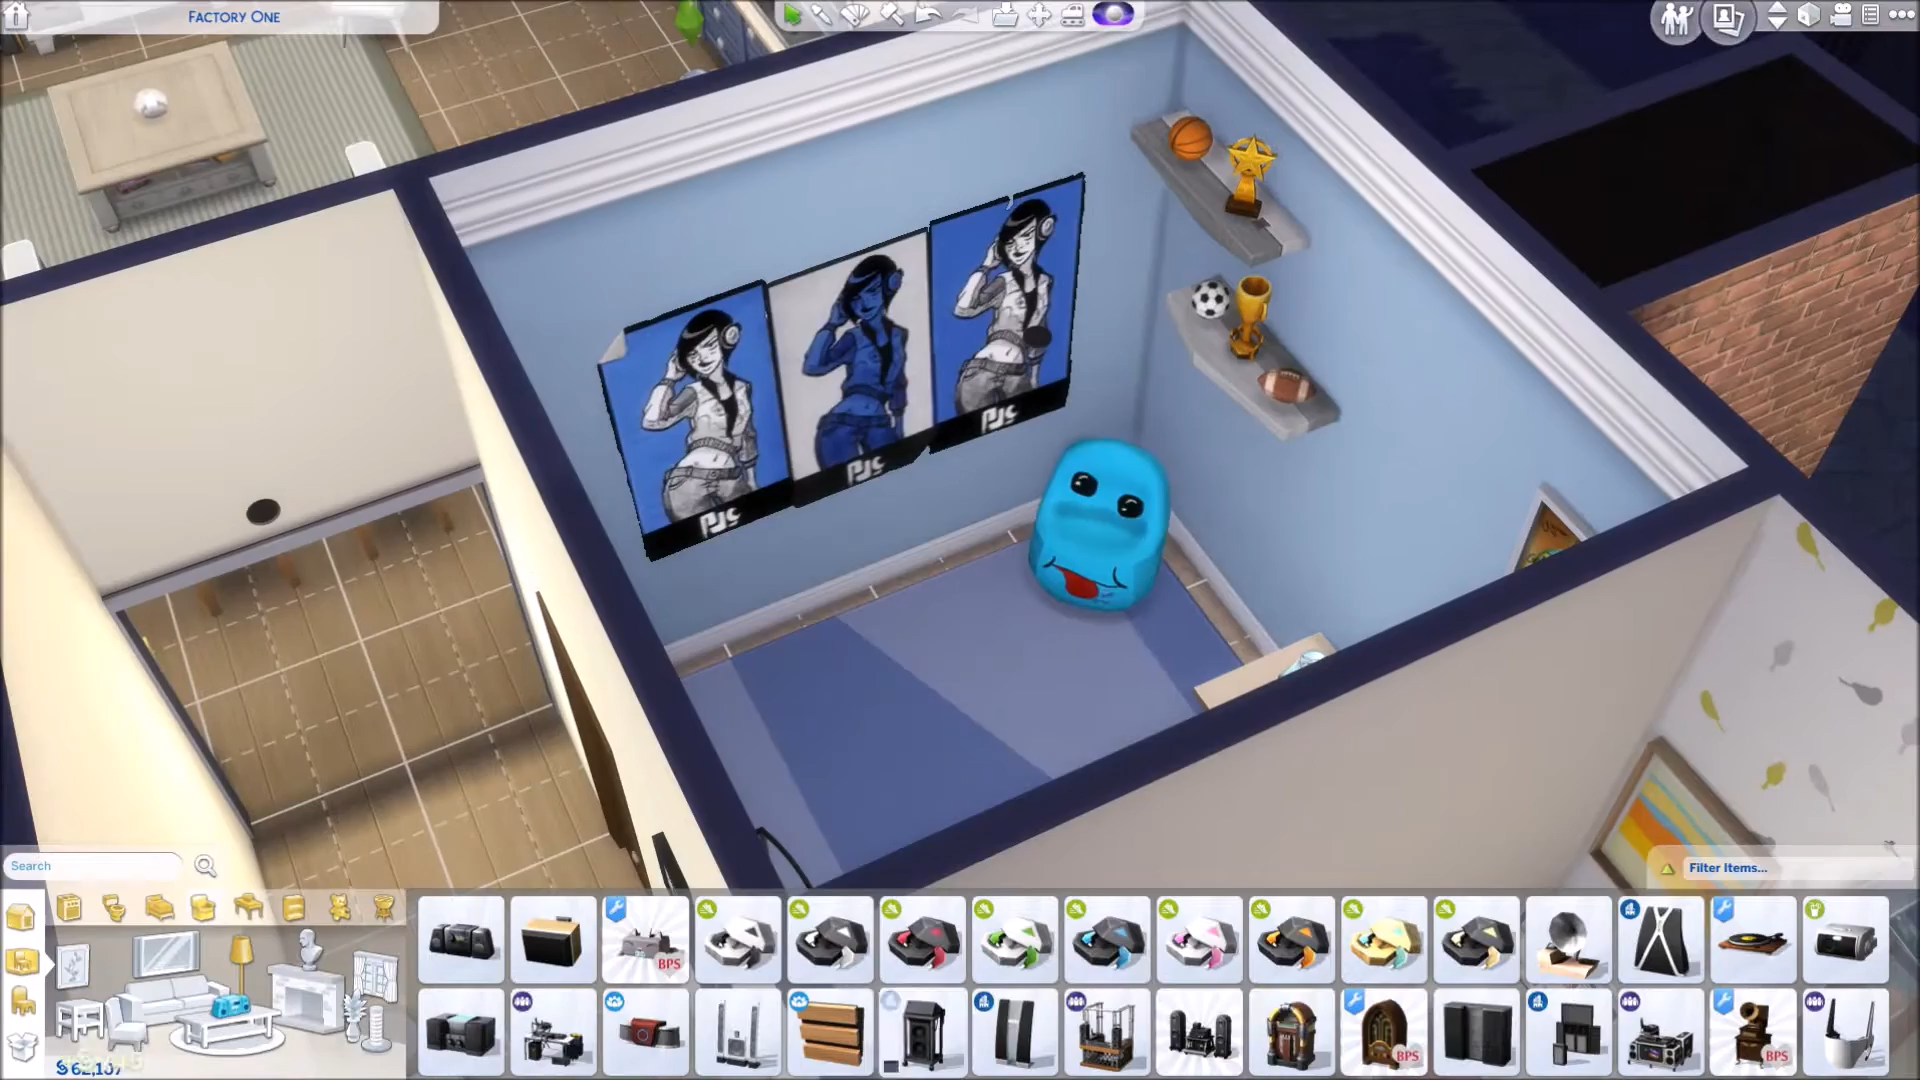 Factory One
PJS
PJS
PJS
Search
Filter Items...
BPS
BPS
BPS